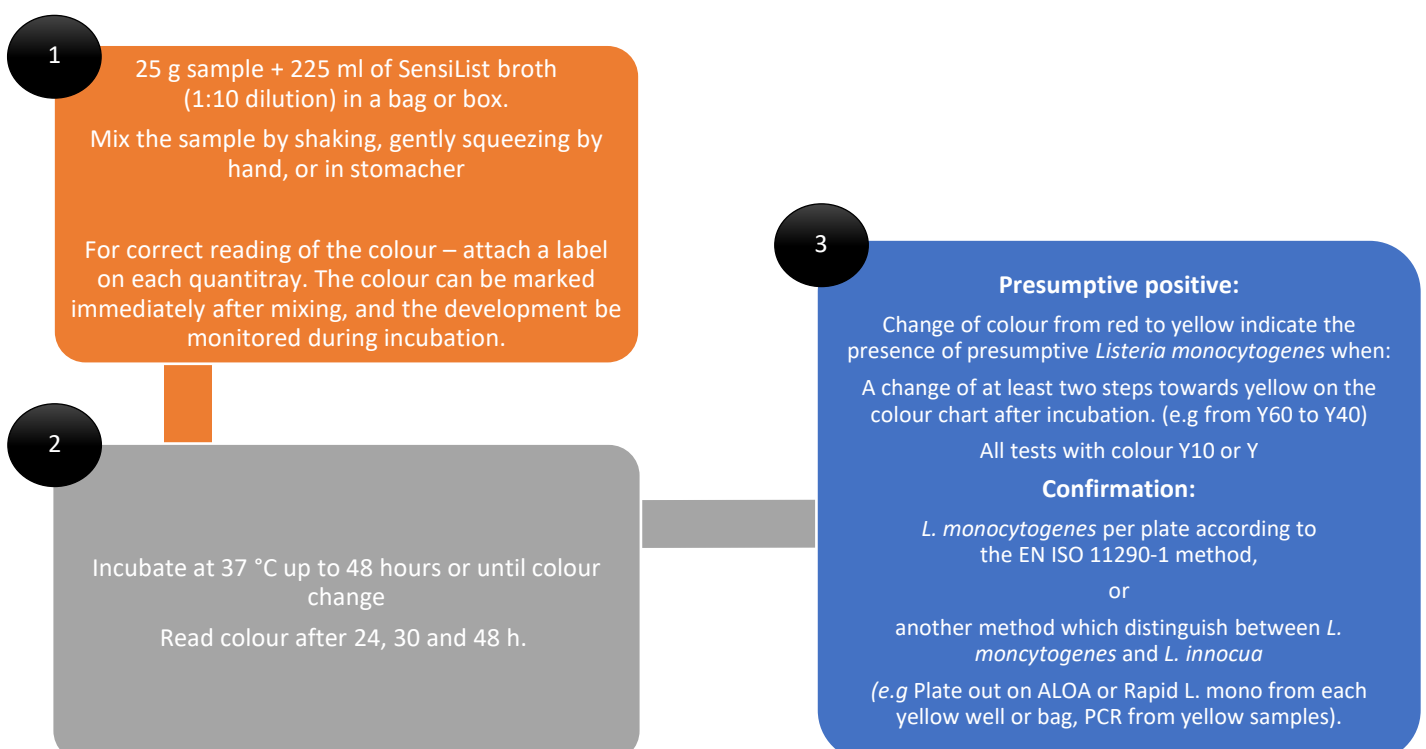 1
25 g sample + 225 ml of SensiList broth
(1:10 dilution) in a bag or box.
Mix the sample by shaking, gently squeezing by
hand, or in stomacher
For correct reading of the colour – attach a label
on each quantitray. The colour can be marked
immediately after mixing, and the development be
monitored during incubation.
2
Incubate at 37 °C up to 48 hours or until colour
change
Read colour after 24, 30 and 48 h.
3
Presumptive positive:
Change of colour from red to yellow indicate the
presence of presumptive Listeria monocytogenes when:
A change of at least two steps towards yellow on the
colour chart after incubation. (e.g from Y60 to Y40)
All tests with colour Y10 or Y
Confirmation:
L. monocytogenes per plate according to
the EN ISO 11290-1 method,
or
another method which distinguish between L.
moncytogenes and L. innocua
(e.g Plate out on ALOA or Rapid L. mono from each
yellow well or bag, PCR from yellow samples).